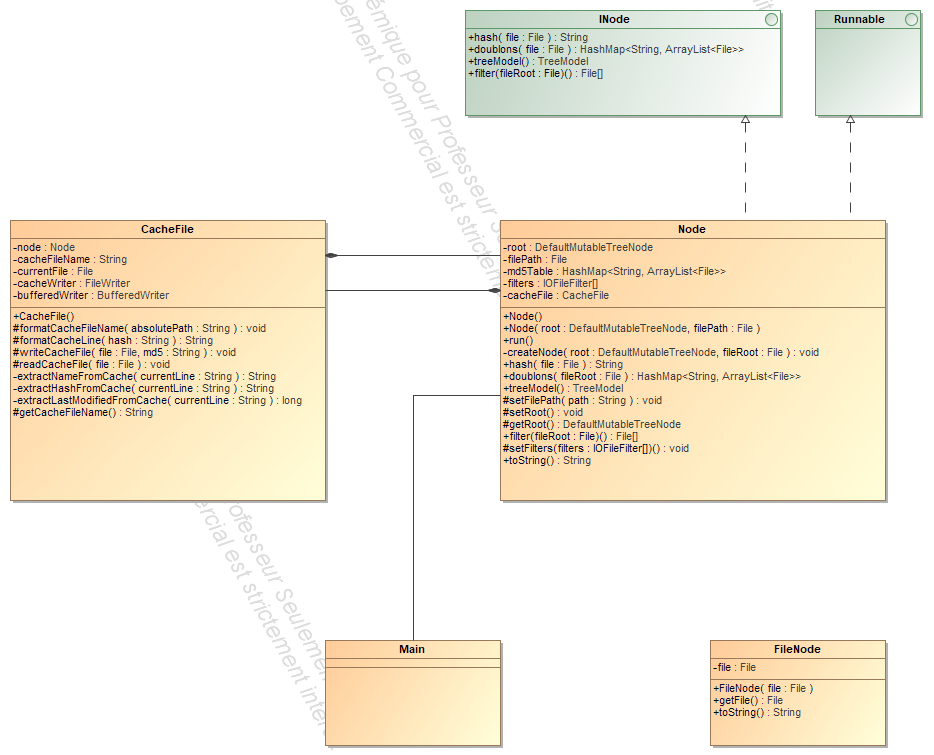 émique pour Professeur Se
pement Commercial est strictemen
INode
+hash( file : File ) : String
+doublons( file : File ) : HashMap<String, ArrayList<File>>
+treeModel() : TreeModel
+filter(fileRoot : File)() : File[]
Runnable
CacheFile
-node : Node
-cacheFileName : String
-currentFile : File
-cacheWriter : FileWriter
-bufferedWriter : BufferedWriter
+CacheFile()
#formatCacheFileName( absolutePath : String ) : void
#formatCacheLine( hash : String ) : String
#writeCacheFile( file : File, md5 : String ) : void
#readCacheFile( file : File ) : void
-extractNameFromCache( currentLine : String ) : String
-extractHashFromCache( currentLine : String ) : String
-extractLastModifiedFromCache( currentLine : String ) : long
#getCacheFileName() : String
Node
-root : DefaultMutableTreeNode
-filePath : File
-md5Table : HashMap<String, ArrayList<File>>
-filters : IOFileFilter[]
-cacheFile : CacheFile
+Node()
+Node( root : DefaultMutableTreeNode, filePath : File )
+run()
-createNode( root : DefaultMutableTreeNode, fileRoot : File ) : void
+hash( file : File ) : String
+doublons( fileRoot : File ) : HashMap<String, ArrayList<File>>
+treeModel() : TreeModel
#setFilePath( path : String ) : void
#setRoot() : void
#getRoot() : DefaultMutableTreeNode
+filter(fileRoot : File)() : File[]
#setFilters(filters : IOFileFilter[])() : void
+toString() : String
rofesseur Seulemen
rcial est strictement inter
Main
FileNode
-file : File
+FileNode( file : File )
+getFile() : File
+toString() : String